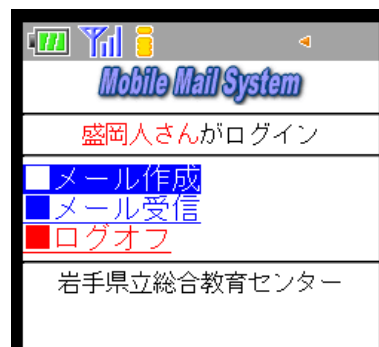 Mobile Mail System
盛岡人さんがログイン
■メール作成
■メール受信
■ログオフ
岩手県立総合教育センター